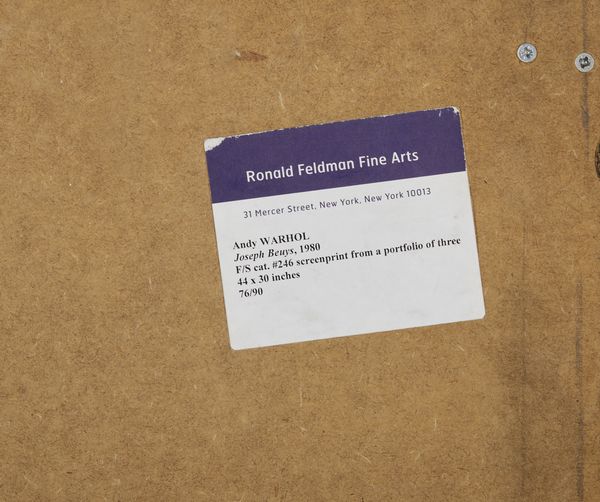 Ronald Feldman Fine Arts
31 Mercer Street, New York, New York 10013
Andy WARHOL
Joseph Beuys, 1980
F/S cat. #246 screenprint from a portfolio of three
44 x 30 inches
76/90